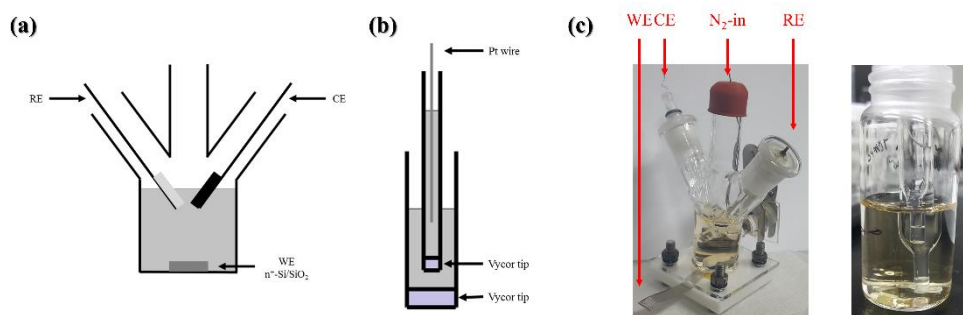 (a)
RE
CE
WE
n⁺-Si/SiO₂
(b)
Pt wire
Vycor tip
Vycor tip
(c)
WE CE N₂-in RE